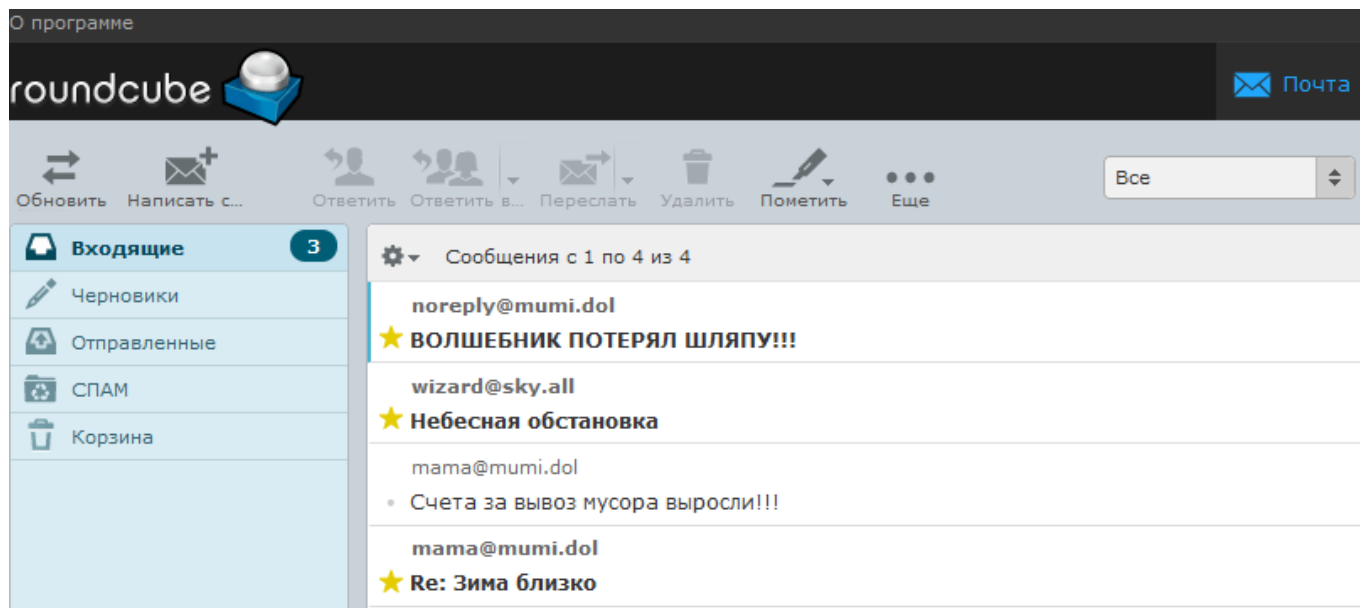 О программе
roundcube
Почта
Обновить Написать с... Ответить Ответить в... Переслать Удалить Пометить Еще
Все
Входящие 3
Черновики
Отправленные
СПАМ
Корзина
Сообщения с 1 по 4 из 4
noreply@mumi.dol
ВОЛШЕБНИК ПОТЕРЯЛ ШЛЯПУ!!!
wizard@sky.all
Небесная обстановка
mama@mumi.dol
Счета за вывоз мусора выросли!!!
mama@mumi.dol
Re: Зима близко